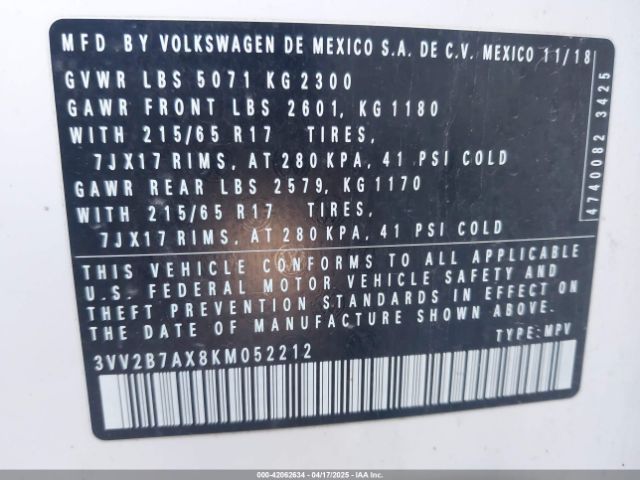 MFD BY VOLKSWAGEN DE MEXICO S.A. DE C.V. MEXICO 11/18
GVWR LBS 5071 KG 2300
GAWR FRONT LBS 2601, KG 1180
WITH 215/65 R17 TIRES,
7JX17 RIMS, AT 280 KPA, 41 PSI COLD
GAWR REAR LBS 2579, KG 1170
WITH 215/65 R17 TIRES,
7JX17 RIMS, AT 280 KPA, 41 PSI COLD
4740082 3425
THIS VEHICLE CONFORMS TO ALL APPLICABLE
U.S. FEDERAL MOTOR VEHICLE SAFETY AND
THEFT PREVENTION STANDARDS IN EFFECT ON
THE DATE OF MANUFACTURE SHOWN ABOVE.
3VV2B7AX8KM052212 TYPE:MPV
000-42062634 - 04/17/2025 - IAA Inc.